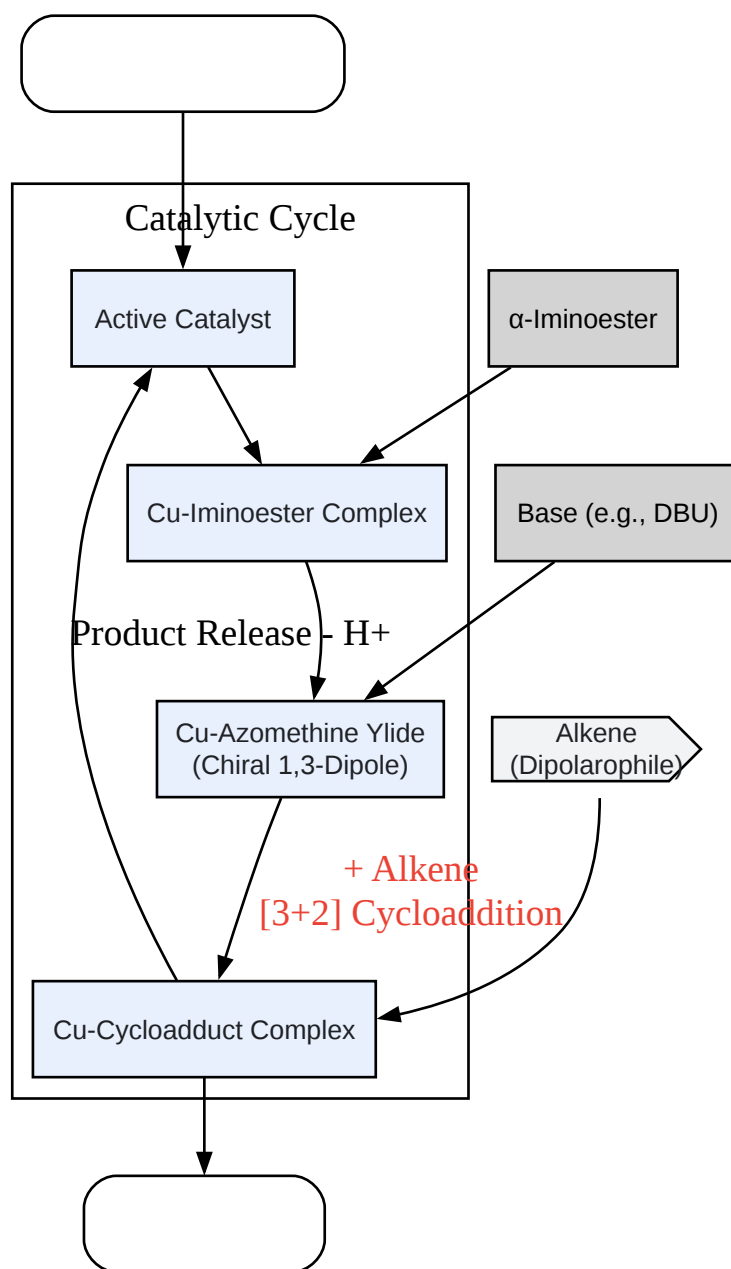 Catalytic Cycle
Active Catalyst
α-Iminoester
Cu-Iminoester Complex
Base (e.g., DBU)
Product Release
- H+
Cu-Azomethine Ylide
(Chiral 1,3-Dipole)
Alkene
(Dipolarophile)
+ Alkene
[3+2] Cycloaddition
Cu-Cycloadduct Complex